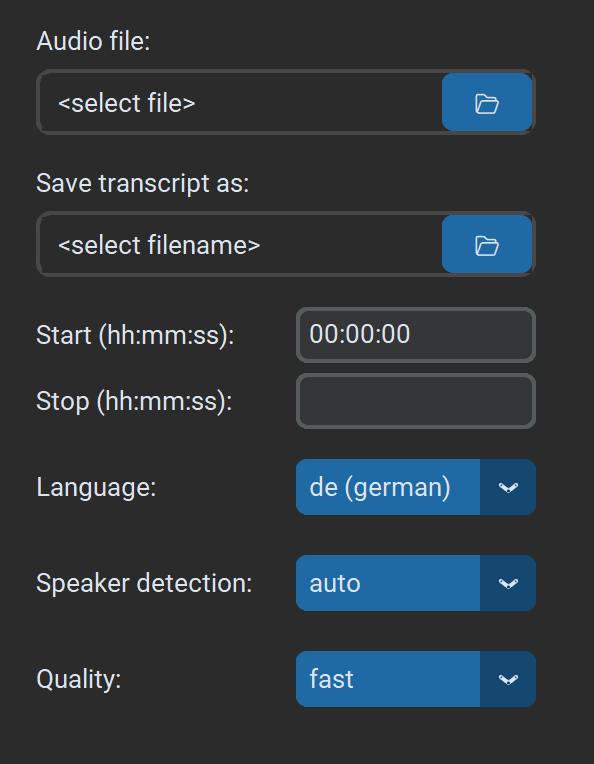 Audio file:
<select file>
Save transcript as:
<select filename>
Start (hh:mm:ss): 00:00:00
Stop (hh:mm:ss):
Language: de (german)
Speaker detection: auto
Quality: fast